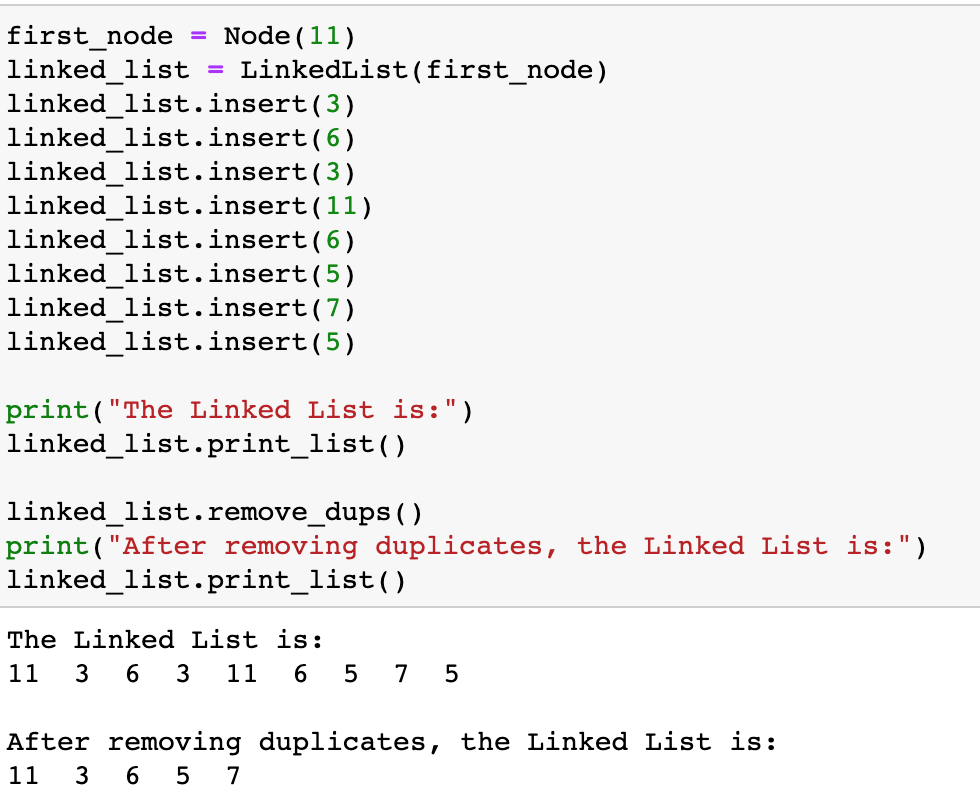 first_node = Node(11)
linked_list = LinkedList(first_node)
linked_list.insert(3)
linked_list.insert(6)
linked_list.insert(3)
linked_list.insert(11)
linked_list.insert(6)
linked_list.insert(5)
linked_list.insert(7)
linked_list.insert(5)
print("The Linked List is:")
linked_list.print_list()
linked_list.remove_dups()
print("After removing duplicates, the Linked List is:")
linked_list.print_list()
The Linked List is:
11  3  6  3  11  6  5  7  5
After removing duplicates, the Linked List is:
11  3  6  5  7